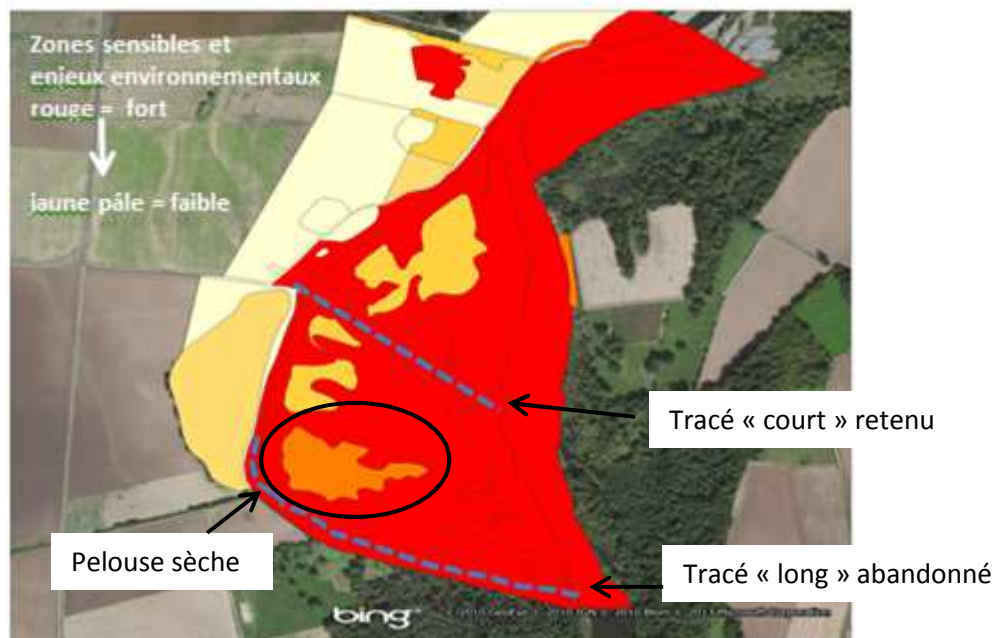 Zones sensibles et
enjeux environnementaux
rouge = fort
jaune pâle = faible
Tracé « court » retenu
Pelouse sèche
Tracé « long » abandonné
bing